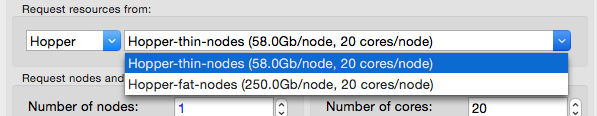 Request resources from:
Hopper Hopper-thin-nodes (58.0Gb/node, 20 cores/node)
Hopper-thin-nodes (58.0Gb/node, 20 cores/node)
Hopper-fat-nodes (250.0Gb/node, 20 cores/node)
Request nodes and
Number of nodes: 1 Number of cores: 20